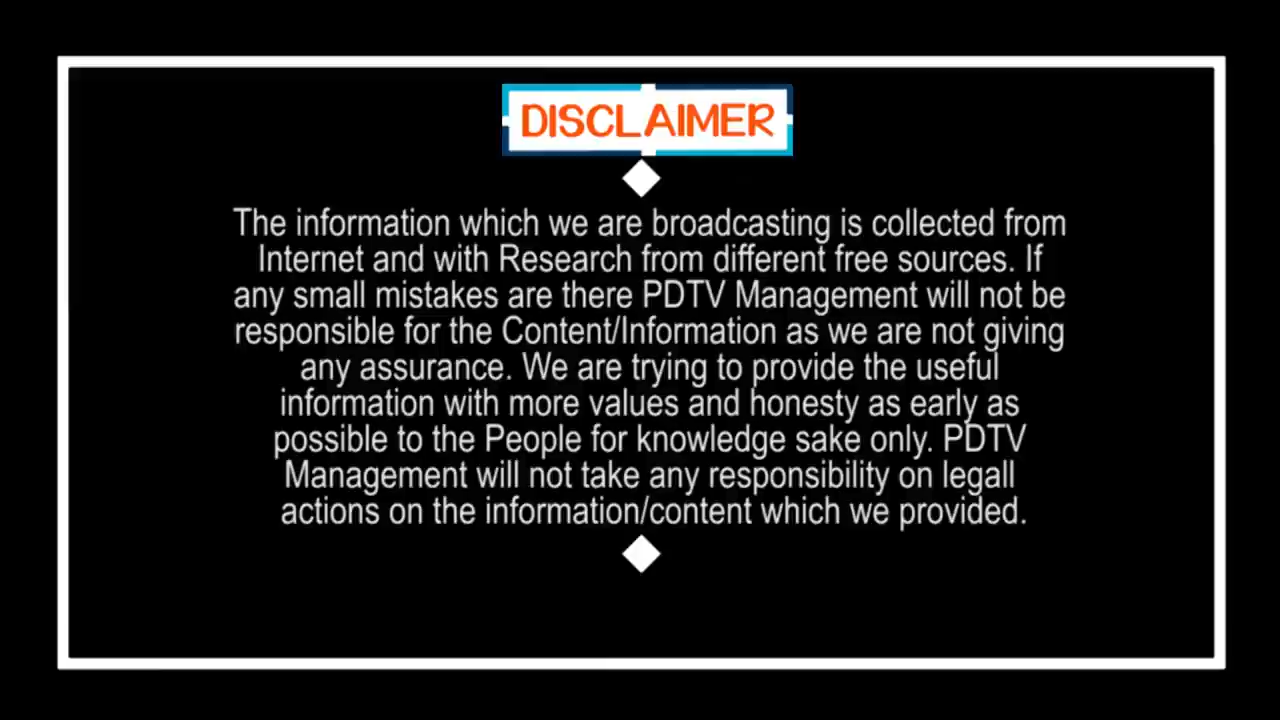 DISCLAIMER
The information which we are broadcasting is collected from
Internet and with Research from different free sources. If
any small mistakes are there PDTV Management will not be
responsible for the Content/Information as we are not giving
any assurance. We are trying to provide the useful
information with more values and honesty as early as
possible to the People for knowledge sake only. PDTV
Management will not take any responsibility on legall
actions on the information/content which we provided.